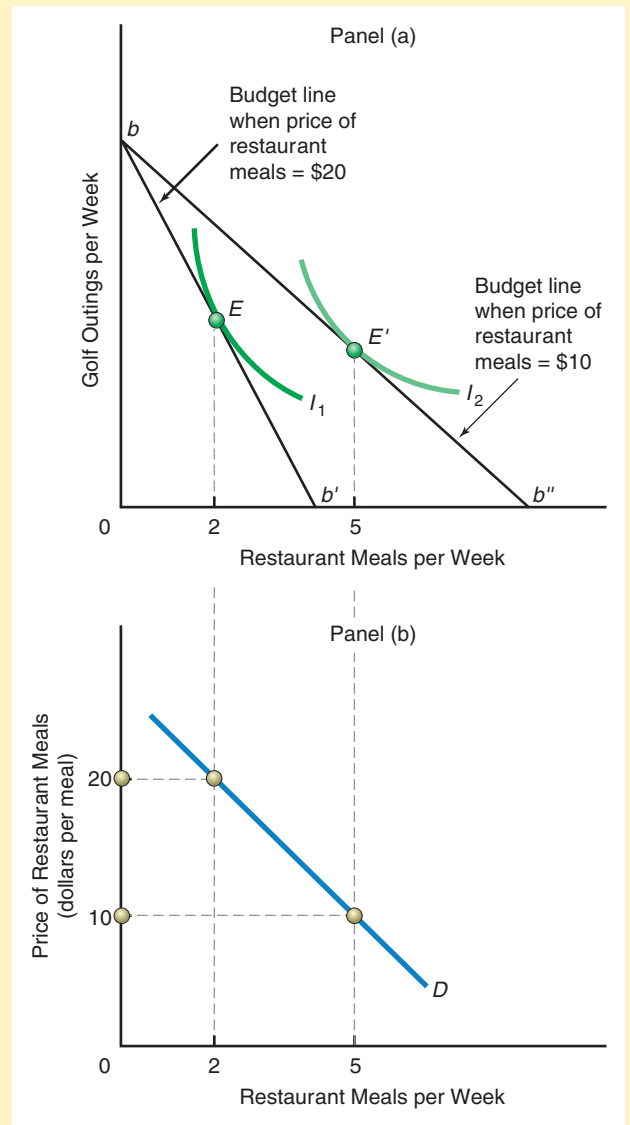 Panel (a)
Budget line
when price of
restaurant
meals = $20
b
Golf Outings per Week
E
E'
Budget line
when price of
restaurant
meals = $10
I1
I2
b'
b"
0
2
5
Restaurant Meals per Week
Panel (b)
Price of Restaurant Meals
(dollars per meal)
20
10
D
0
2
5
Restaurant Meals per Week